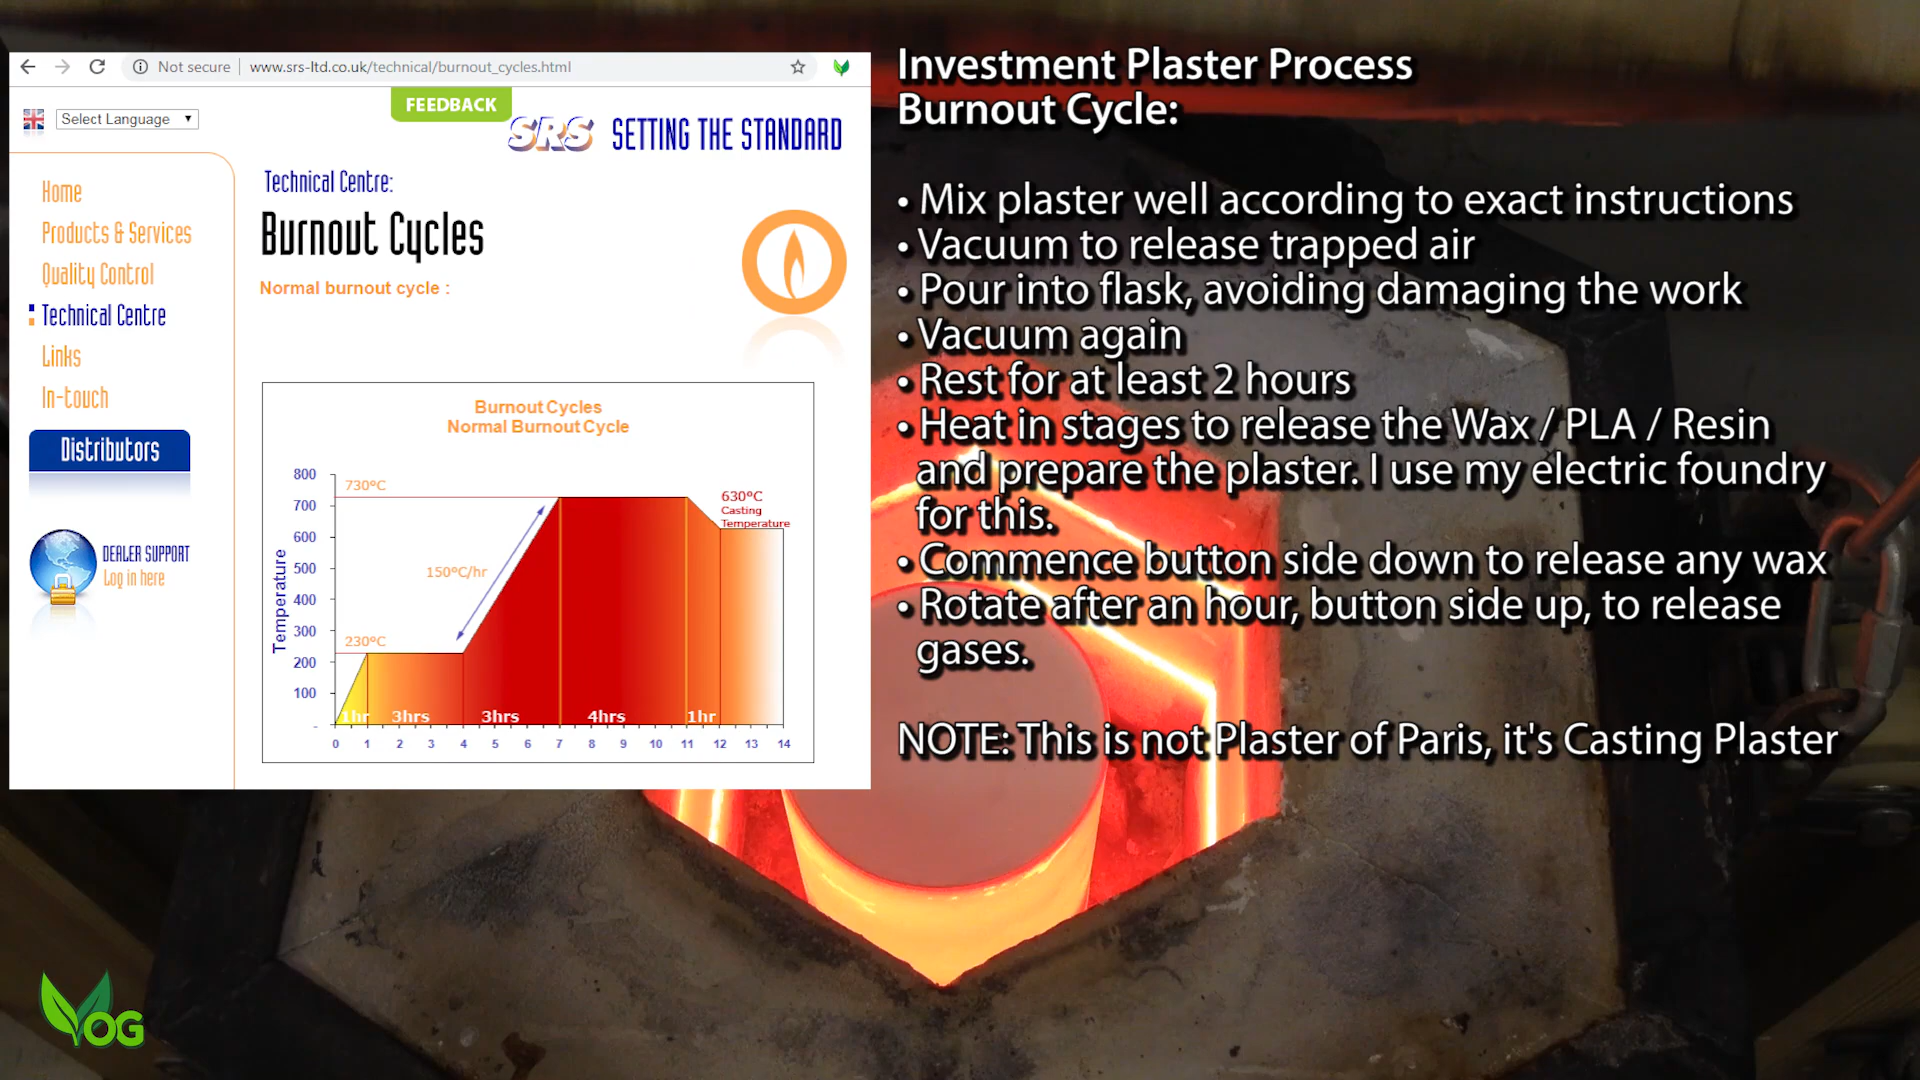 Not secure
www.srs-ltd.co.uk/technical/burnout_cycles.html
FEEDBACK
Select Language
SRS SETTING THE STANDARD
Home
Products & Services
Quality Control
Technical Centre
Links
In-touch
Distributors
DEALER SUPPORT
Log in here
Technical Centre:
Burnout Cycles
Normal burnout cycle :
Burnout Cycles
Normal Burnout Cycle
Temperature
800
700
600
500
400
300
200
100
-
730ºC
230ºC
150ºC/hr
630ºC
Casting
Temperature
1hr 3hrs 3hrs 4hrs 1hr
0 1 2 3 4 5 6 7 8 9 10 11 12 13 14
Investment Plaster Process
Burnout Cycle:
• Mix plaster well according to exact instructions
• Vacuum to release trapped air
• Pour into flask, avoiding damaging the work
• Vacuum again
• Rest for at least 2 hours
• Heat in stages to release the Wax / PLA / Resin
and prepare the plaster. I use my electric foundry
for this.
• Commence button side down to release any wax
• Rotate after an hour, button side up, to release
gases.
NOTE: This is not Plaster of Paris, it's Casting Plaster
VOG